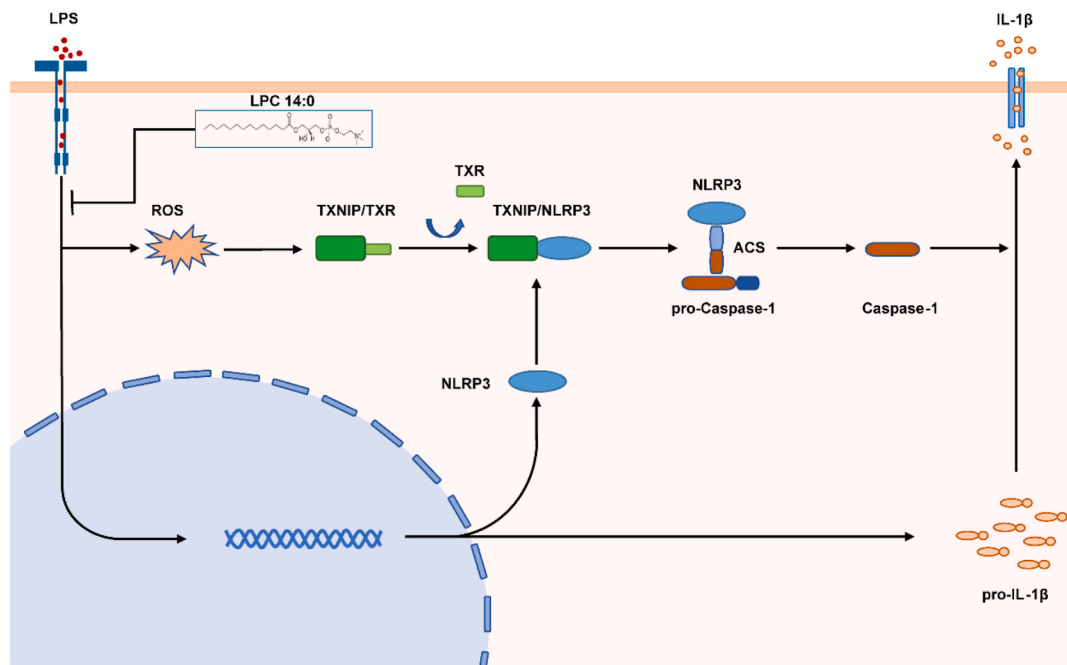 LPS
IL-1β
LPC 14:0
O
O
HO
H
O
P
O
O
O
N
TXR
NLRP3
ROS
TXNIP/TXR
TXNIP/NLRP3
ACS
pro-Caspase-1
Caspase-1
NLRP3
pro-IL-1β